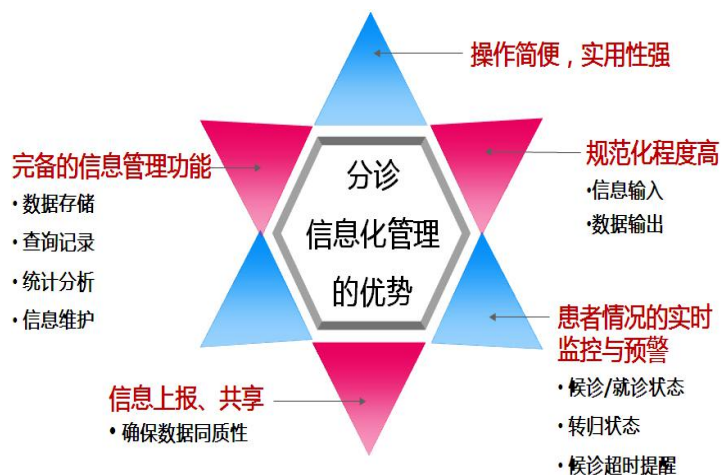 操作简便，实用性强
规范化程度高
·信息输入
·数据输出
完备的信息管理功能
·数据存储
·查询记录
·统计分析
·信息维护
分诊
信息化管理
的优势
患者情况的实时
监控与预警
·候诊/就诊状态
·转归状态
·候诊超时提醒
信息上报、共享
·确保数据同质性